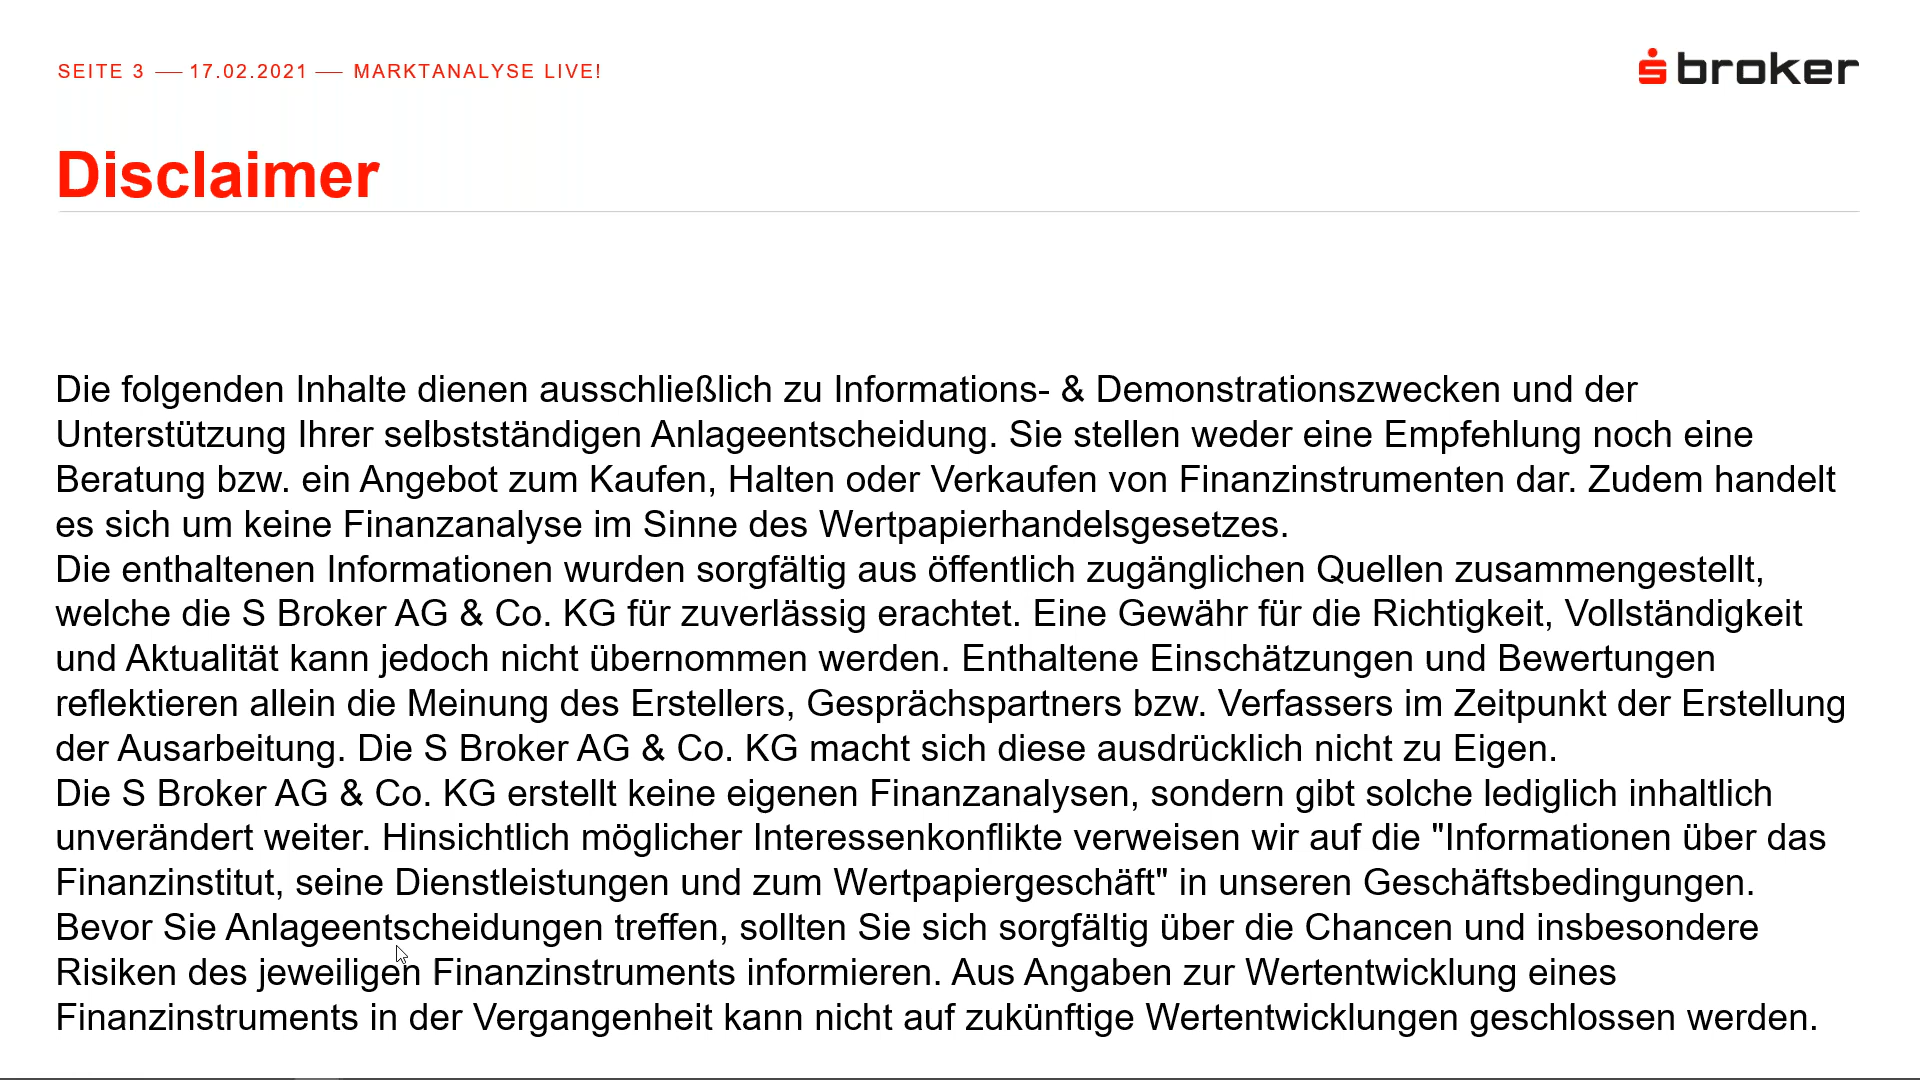 SEITE 3 — 17.02.2021 — MARKTANALYSE LIVE!
broker
Disclaimer
Die folgenden Inhalte dienen ausschließlich zu Informations- & Demonstrationszwecken und der
Unterstützung Ihrer selbstständigen Anlageentscheidung. Sie stellen weder eine Empfehlung noch eine
Beratung bzw. ein Angebot zum Kaufen, Halten oder Verkaufen von Finanzinstrumenten dar. Zudem handelt
es sich um keine Finanzanalyse im Sinne des Wertpapierhandelsgesetzes.
Die enthaltenen Informationen wurden sorgfältig aus öffentlich zugänglichen Quellen zusammengestellt,
welche die S Broker AG & Co. KG für zuverlässig erachtet. Eine Gewähr für die Richtigkeit, Vollständigkeit
und Aktualität kann jedoch nicht übernommen werden. Enthaltene Einschätzungen und Bewertungen
reflektieren allein die Meinung des Erstellers, Gesprächspartners bzw. Verfassers im Zeitpunkt der Erstellung
der Ausarbeitung. Die S Broker AG & Co. KG macht sich diese ausdrücklich nicht zu Eigen.
Die S Broker AG & Co. KG erstellt keine eigenen Finanzanalysen, sondern gibt solche lediglich inhaltlich
unverändert weiter. Hinsichtlich möglicher Interessenkonflikte verweisen wir auf die "Informationen über das
Finanzinstitut, seine Dienstleistungen und zum Wertpapiergeschäft" in unseren Geschäftsbedingungen.
Bevor Sie Anlageentscheidungen treffen, sollten Sie sich sorgfältig über die Chancen und insbesondere
Risiken des jeweiligen Finanzinstruments informieren. Aus Angaben zur Wertentwicklung eines
Finanzinstruments in der Vergangenheit kann nicht auf zukünftige Wertentwicklungen geschlossen werden.